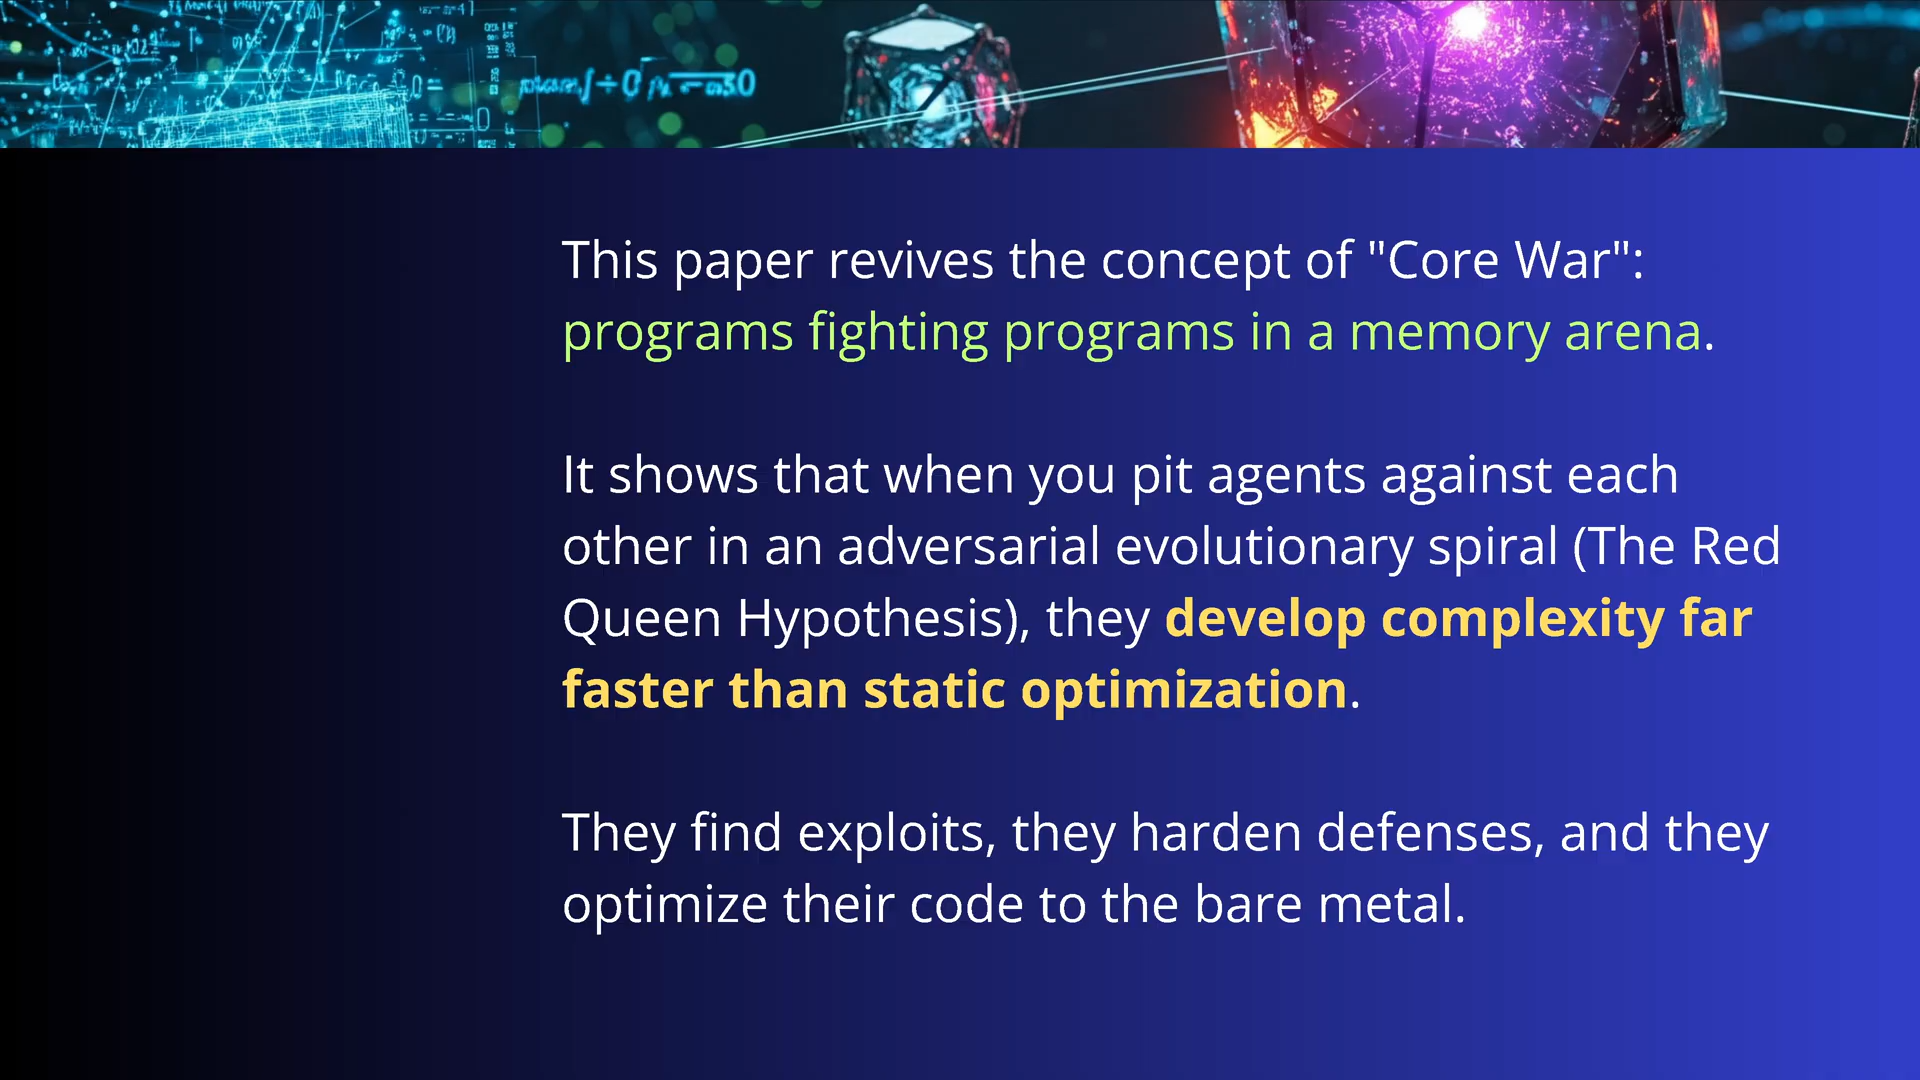 This paper revives the concept of "Core War":
programs fighting programs in a memory arena.
It shows that when you pit agents against each
other in an adversarial evolutionary spiral (The Red
Queen Hypothesis), they develop complexity far
faster than static optimization.
They find exploits, they harden defenses, and they
optimize their code to the bare metal.